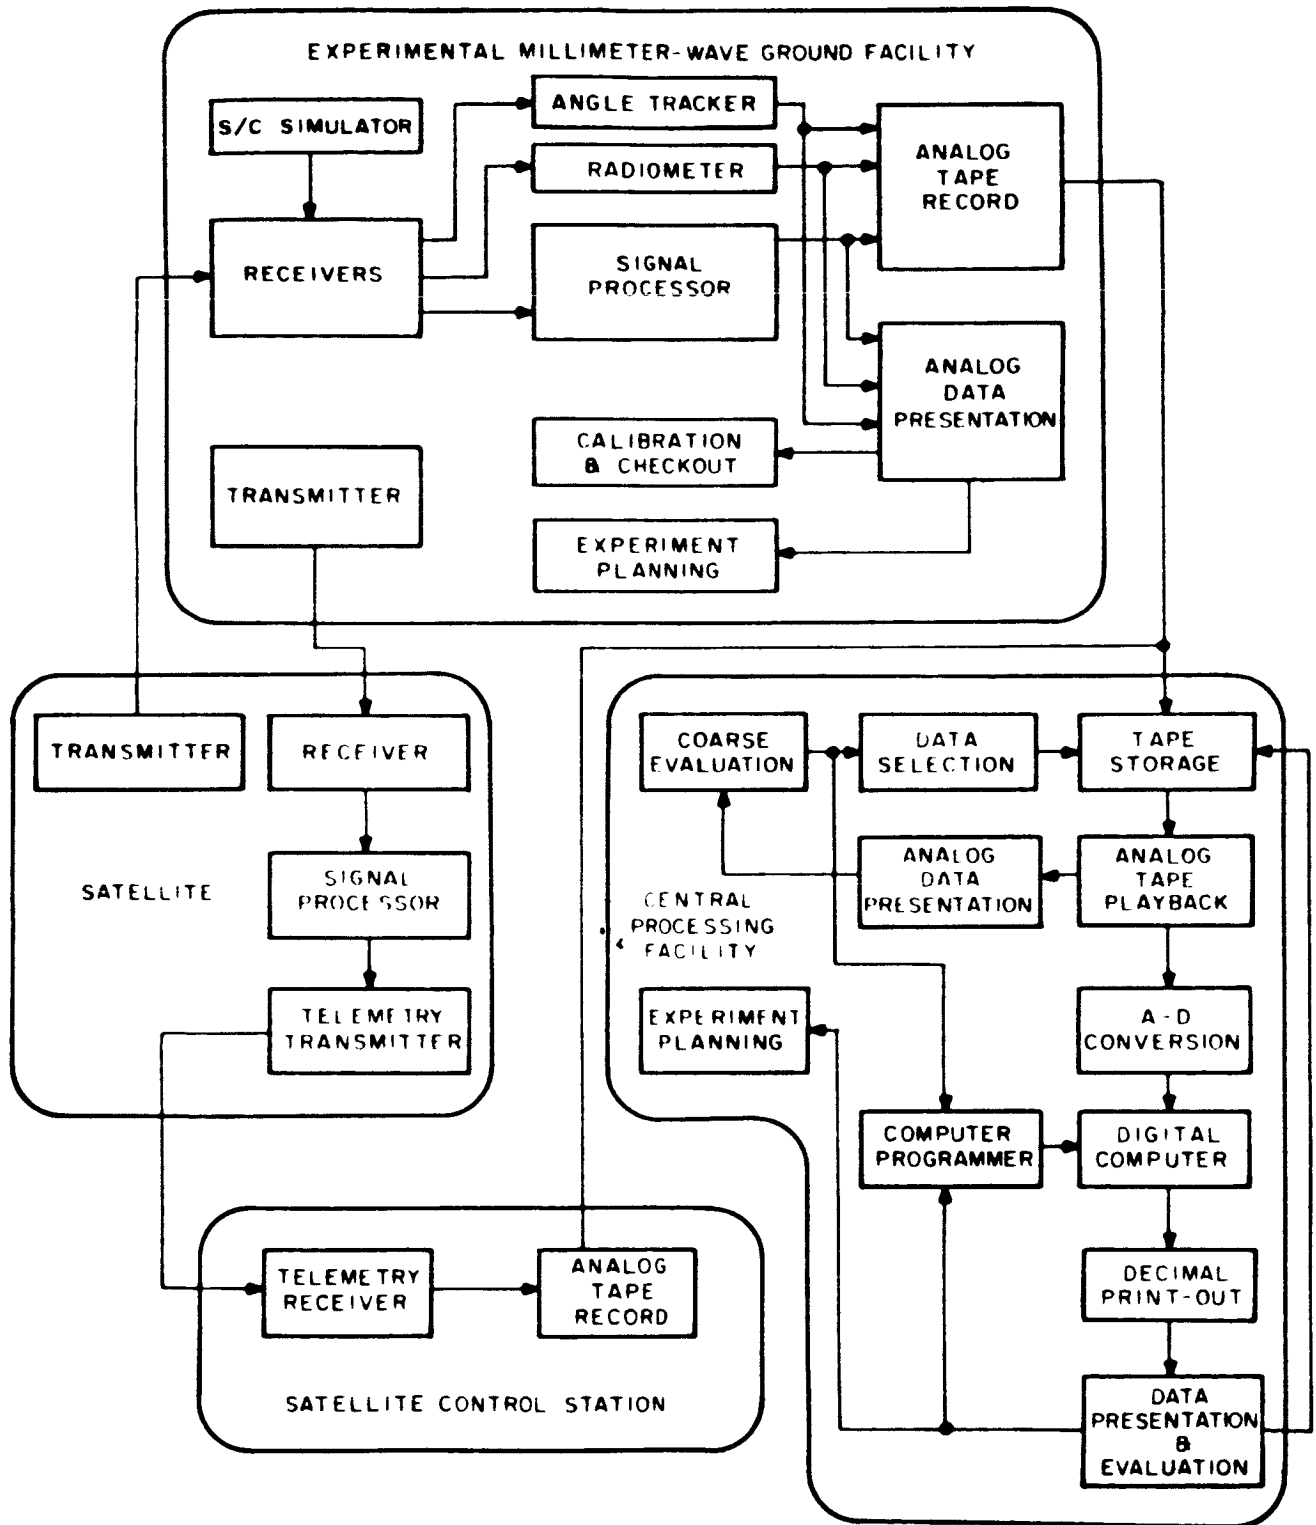 EXPERIMENTAL MILLIMETER-WAVE GROUND FACILITY
S/C SIMULATOR
RECEIVERS
ANGLE TRACKER
RADIOMETER
SIGNAL
PROCESSOR
ANALOG
TAPE
RECORD
ANALOG
DATA
PRESENTATION
CALIBRATION
& CHECKOUT
TRANSMITTER
EXPERIMENT
PLANNING
TRANSMITTER
RECEIVER
SATELLITE
SIGNAL
PROCESSOR
TELEMETRY
TRANSMITTER
TELEMETRY
RECEIVER
ANALOG
TAPE
RECORD
SATELLITE CONTROL STATION
COARSE
EVALUATION
DATA
SELECTION
TAPE
STORAGE
ANALOG
DATA
PRESENTATION
ANALOG
TAPE
PLAYBACK
CENTRAL
PROCESSING
FACILITY
EXPERIMENT
PLANNING
A-D
CONVERSION
COMPUTER
PROGRAMMER
DIGITAL
COMPUTER
DECIMAL
PRINT-OUT
DATA
PRESENTATION
&
EVALUATION